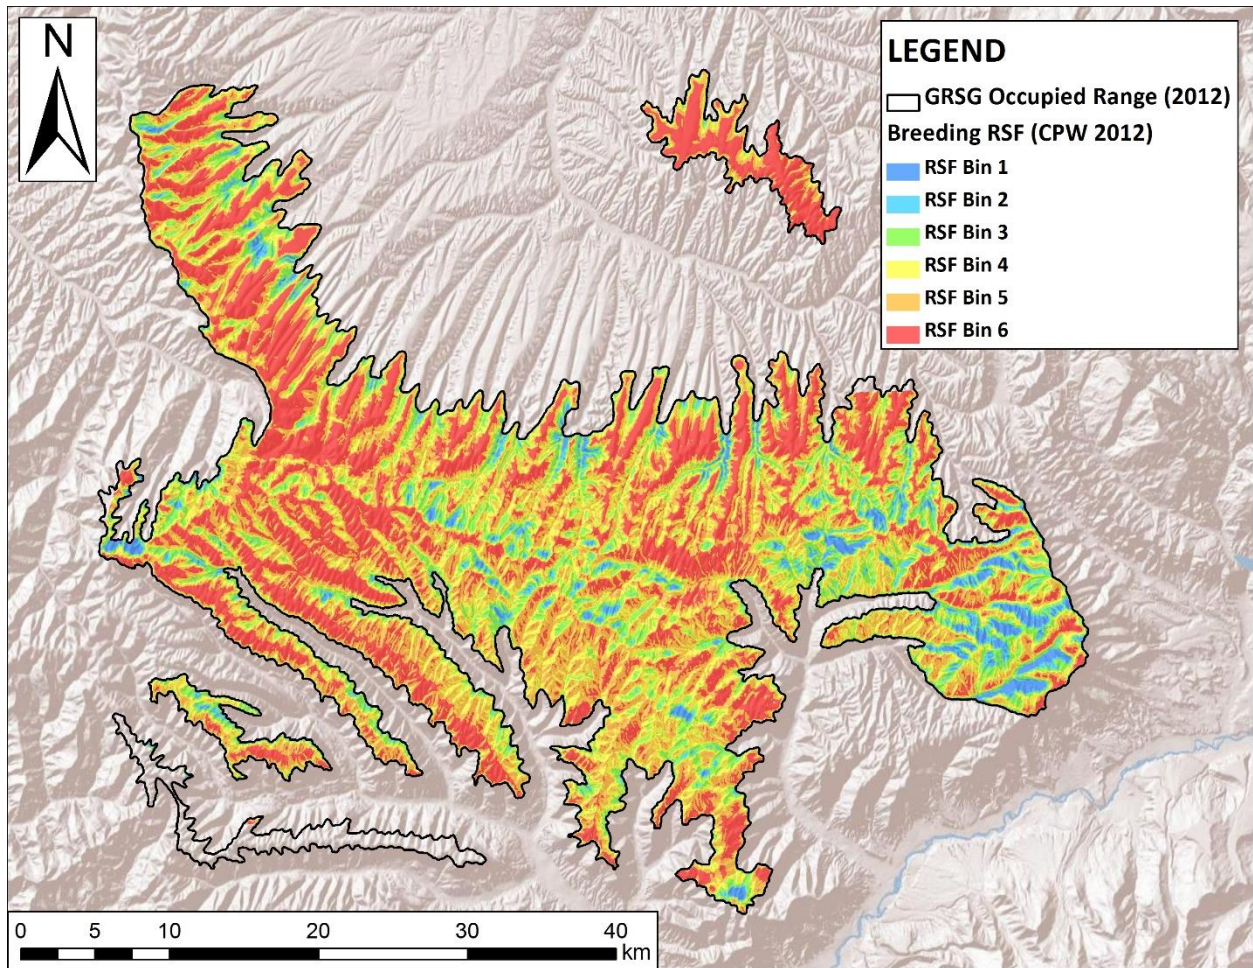 N
LEGEND
GRSG Occupied Range (2012)
Breeding RSF (CPW 2012)
RSF Bin 1
RSF Bin 2
RSF Bin 3
RSF Bin 4
RSF Bin 5
RSF Bin 6
0 5 10 20 30 40
km